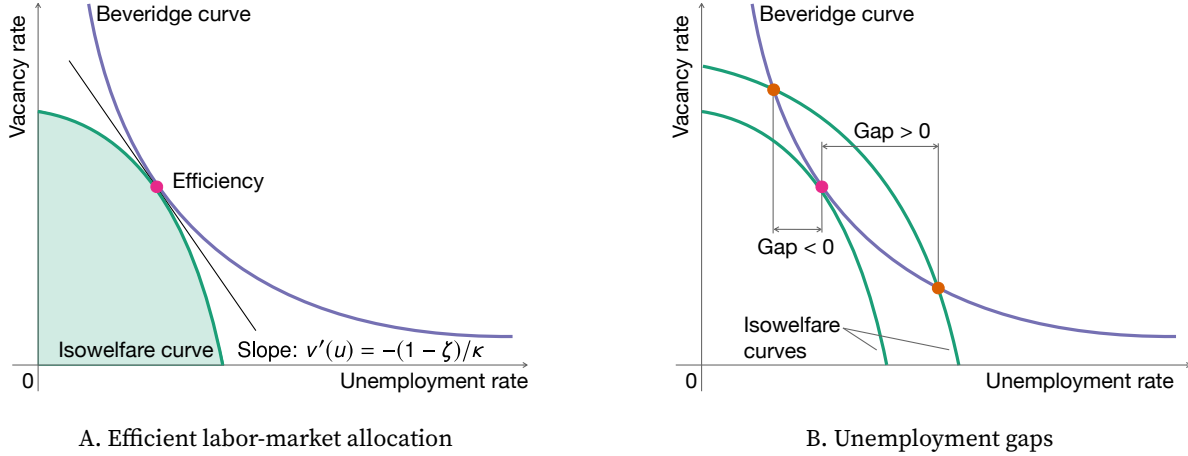 Beveridge curve
Vacancy rate
Efficiency
Isowelfare curve
Slope: v′(u) = −(1 − ζ)/κ
0
Unemployment rate
A. Efficient labor-market allocation
Beveridge curve
Vacancy rate
Gap > 0
Gap < 0
Isowelfare
curves
0
Unemployment rate
B. Unemployment gaps